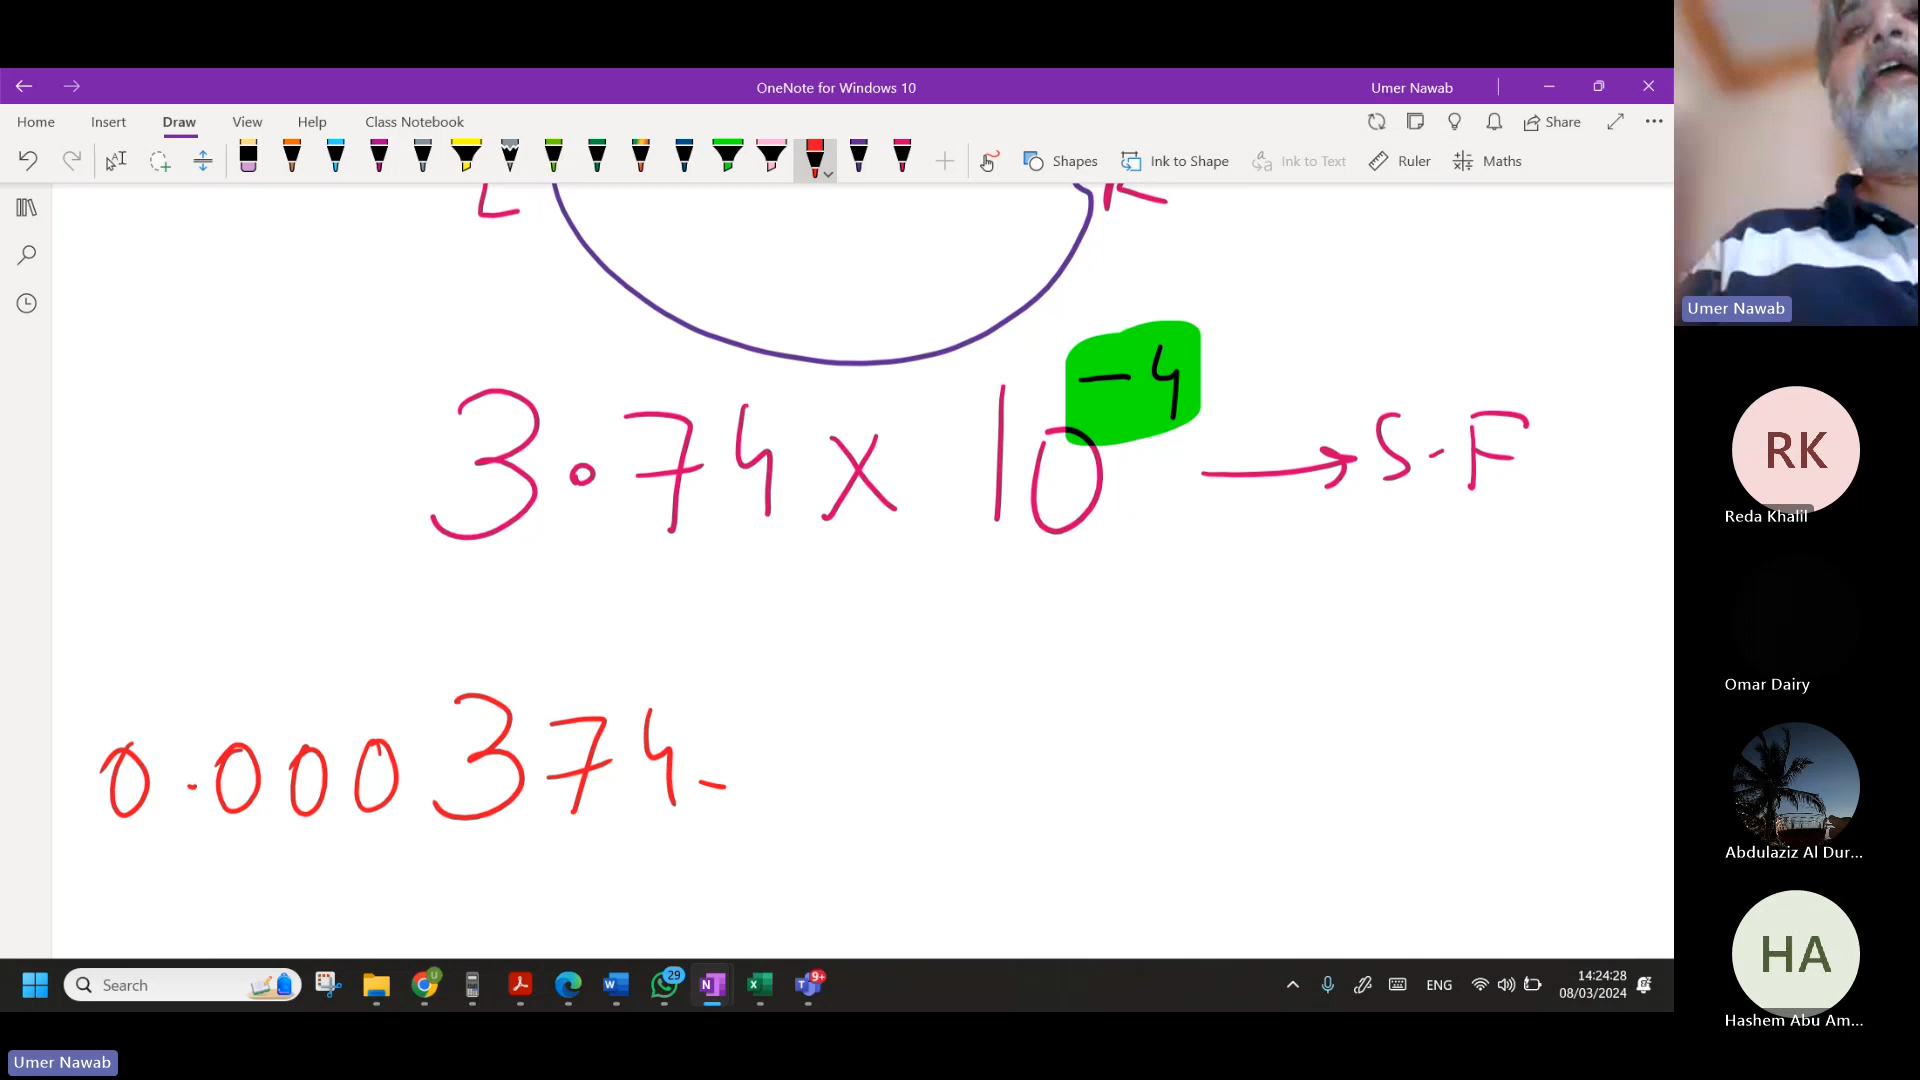 OneNote for Windows 10
Umer Nawab
Home Insert Draw View Help Class Notebook
Share
Shapes Ink to Shape Ink to Text Ruler Maths
L K
3.74 x 10⁻⁴ → S.F
0.000374-
Umer Nawab
RK
Reda Khalil
Omar Dairy
Abdulaziz Al Dur...
HA
Hashem Abu Am...
Search
29
9+
ENG
14:24:28
08/03/2024
Umer Nawab